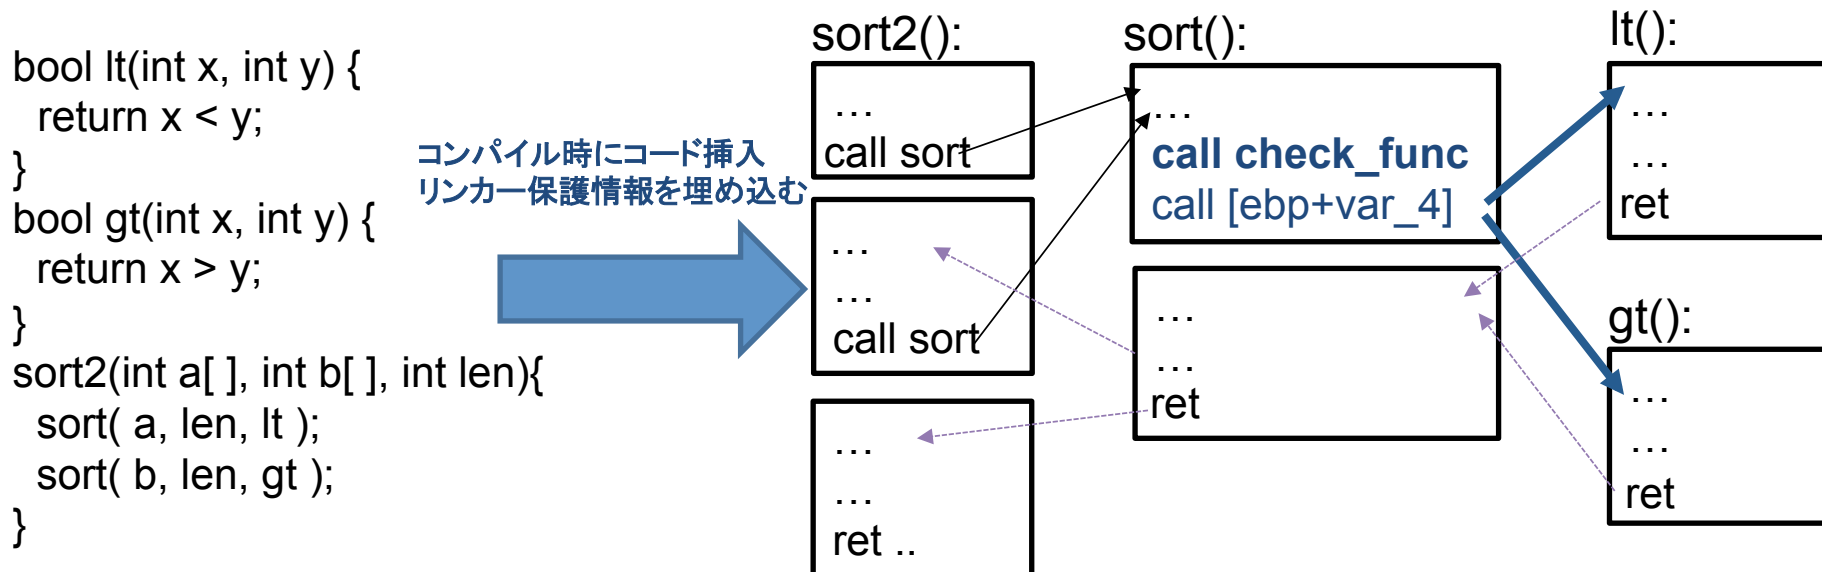 bool lt(int x, int y) {
return x < y;
}
bool gt(int x, int y) {
return x > y;
}
sort2(int a[ ], int b[ ], int len){
sort( a, len, lt );
sort( b, len, gt );
}
コンパイル時にコード挿入
リンカー保護情報を埋め込む
sort2():
...
call sort
...
...
call sort
...
...
ret ..
sort():
...
call check_func
call [ebp+var_4]
...
...
ret
lt():
...
...
ret
gt():
...
...
ret